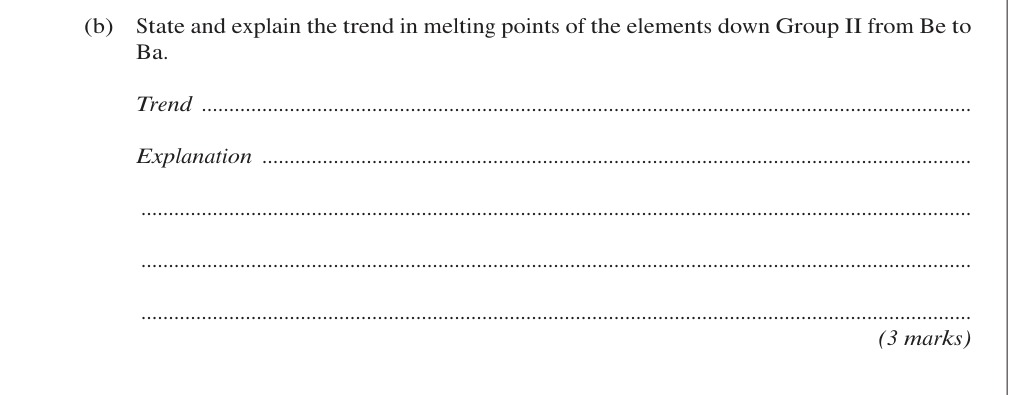 (b) State and explain the trend in melting points of the elements down Group II from Be to
Ba.
Trend ................................................................................................................................
Explanation ......................................................................................................................
................................................................................................................................
................................................................................................................................
................................................................................................................................
(3 marks)